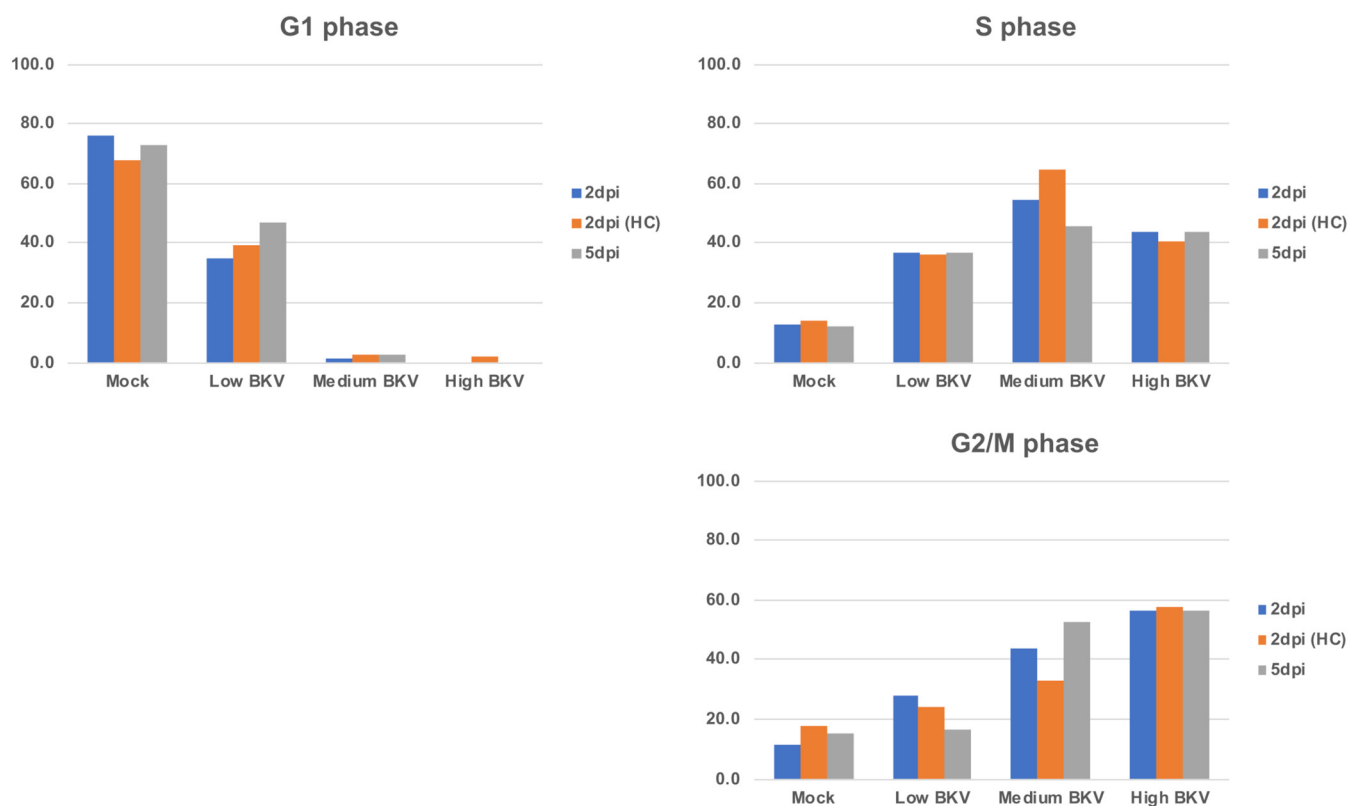 G1 phase
100.0
80.0
60.0
40.0
20.0
0.0
Mock
Low BKV
Medium BKV
High BKV
2dpi
2dpi (HC)
5dpi
S phase
100.0
80.0
60.0
40.0
20.0
0.0
Mock
Low BKV
Medium BKV
High BKV
2dpi
2dpi (HC)
5dpi
G2/M phase
100.0
80.0
60.0
40.0
20.0
0.0
Mock
Low BKV
Medium BKV
High BKV
2dpi
2dpi (HC)
5dpi